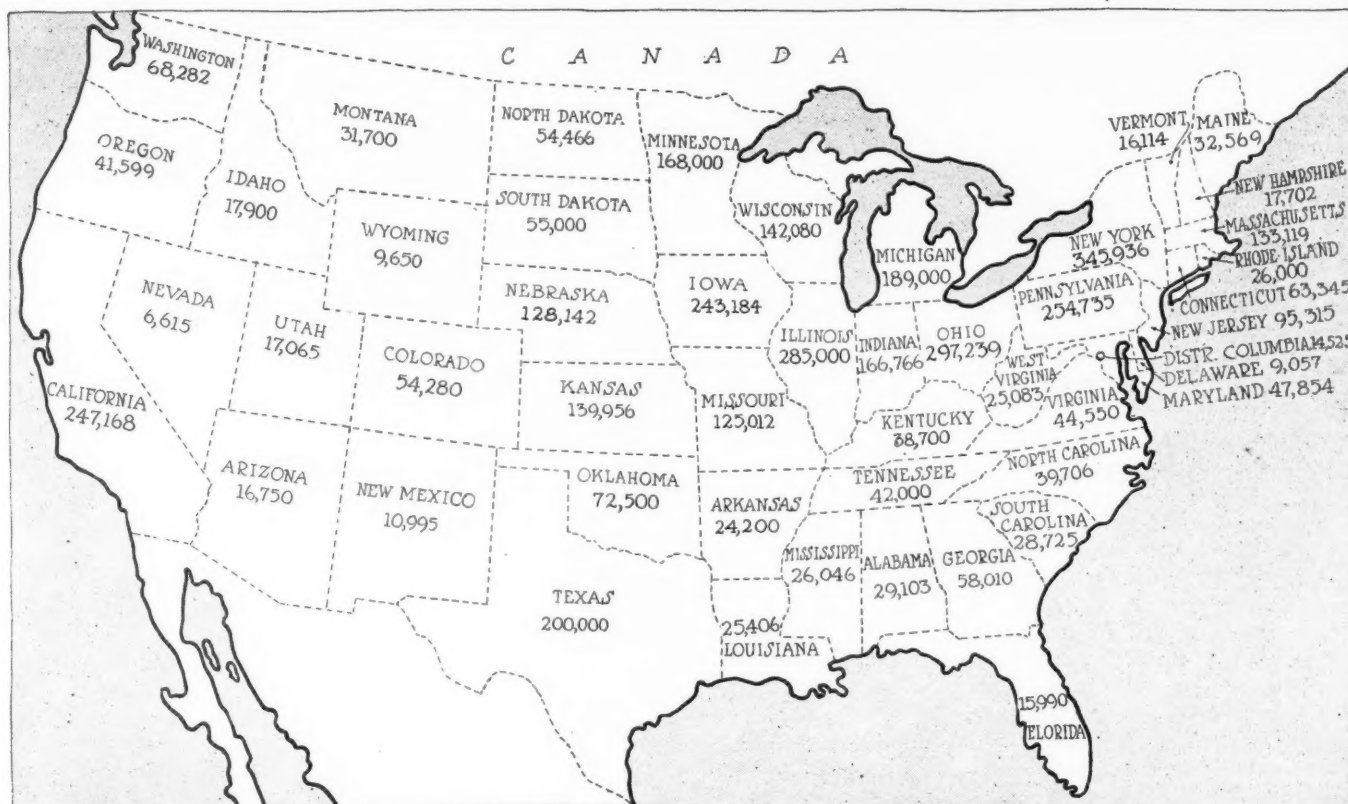 CANADA
WASHINGTON
68,282
OREGON
41,599
IDAHO
17,900
MONTANA
31,700
NORTH DAKOTA
54,466
MINNESOTA
168,000
SOUTH DAKOTA
55,000
WYOMING
9,650
WISCONSIN
142,080
MICHIGAN
189,000
VERMONT
16,114
MAINE
32,569
NEW HAMPSHIRE
17,702
MASSACHUSETTS
133,119
RHODE ISLAND
26,000
CONNECTICUT 63,345
NEW YORK
345,936
PENNSYLVANIA
254,735
NEW JERSEY 95,315
DISTR. COLUMBIA 14,525
DELAWARE 9,057
MARYLAND 47,854
NEVADA
6,615
UTAH
17,065
COLORADO
54,280
NEBRASKA
128,142
IOWA
243,184
ILLINOIS
285,000
INDIANA
166,766
OHIO
297,239
WEST
VIRGINIA
25,083
VIRGINIA
44,550
CALIFORNIA
247,168
KANSAS
139,956
MISSOURI
125,012
KENTUCKY
38,700
ARIZONA
16,750
NEW MEXICO
10,995
OKLAHOMA
72,500
ARKANSAS
24,200
TENNESSEE
42,000
NORTH CAROLINA
39,706
SOUTH
CAROLINA
28,725
MISSISSIPPI
26,046
ALABAMA
29,103
GEORGIA
58,010
TEXAS
200,000
25,406
LOUISIANA
15,990
FLORIDA